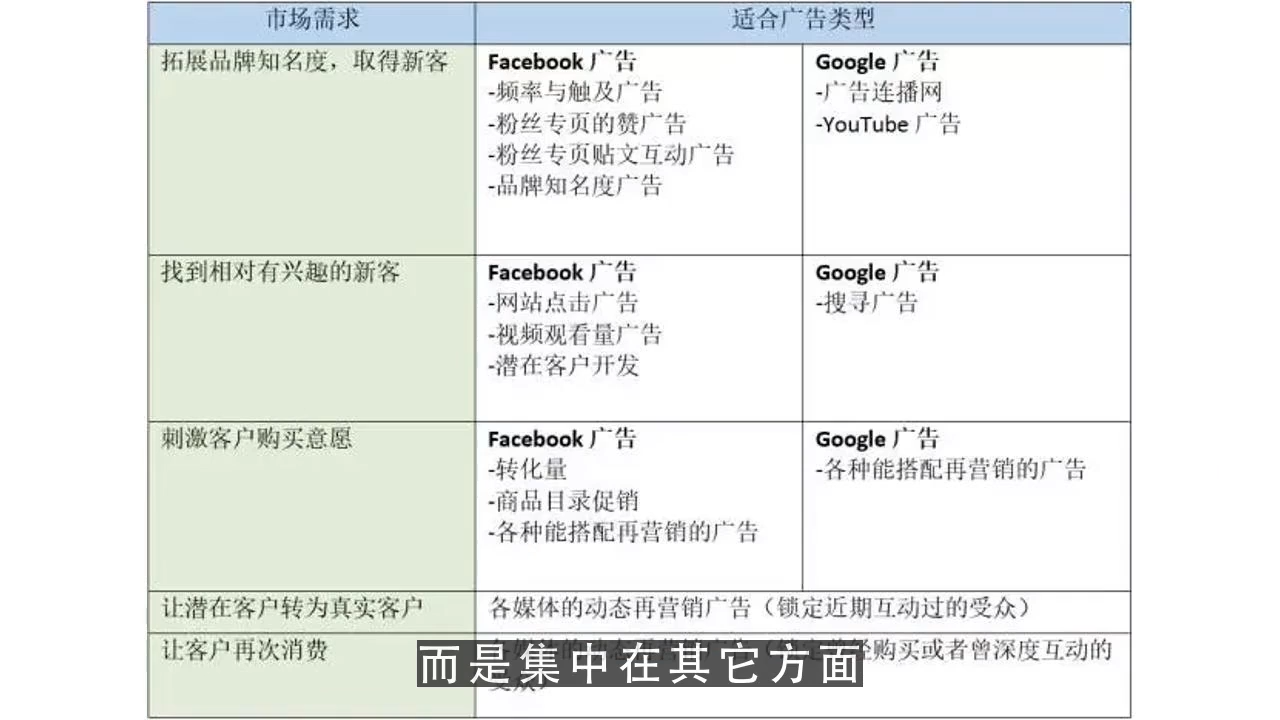 市场需求
适合广告类型
拓展品牌知名度，取得新客
Facebook 广告
-频率与触及广告
-粉丝专页的赞广告
-粉丝专页贴文互动广告
-品牌知名度广告
Google 广告
-广告连播网
-YouTube 广告
找到相对有兴趣的新客
Facebook 广告
-网站点击广告
-视频观看量广告
-潜在客户开发
Google 广告
-搜寻广告
刺激客户购买意愿
Facebook 广告
-转化量
-商品目录促销
-各种能搭配再营销的广告
Google 广告
-各种能搭配再营销的广告
让潜在客户转为真实客户
各媒体的动态再营销广告（锁定近期互动过的受众）
让客户再次消费
购买或者曾深度互动的
而是集中在其它方面